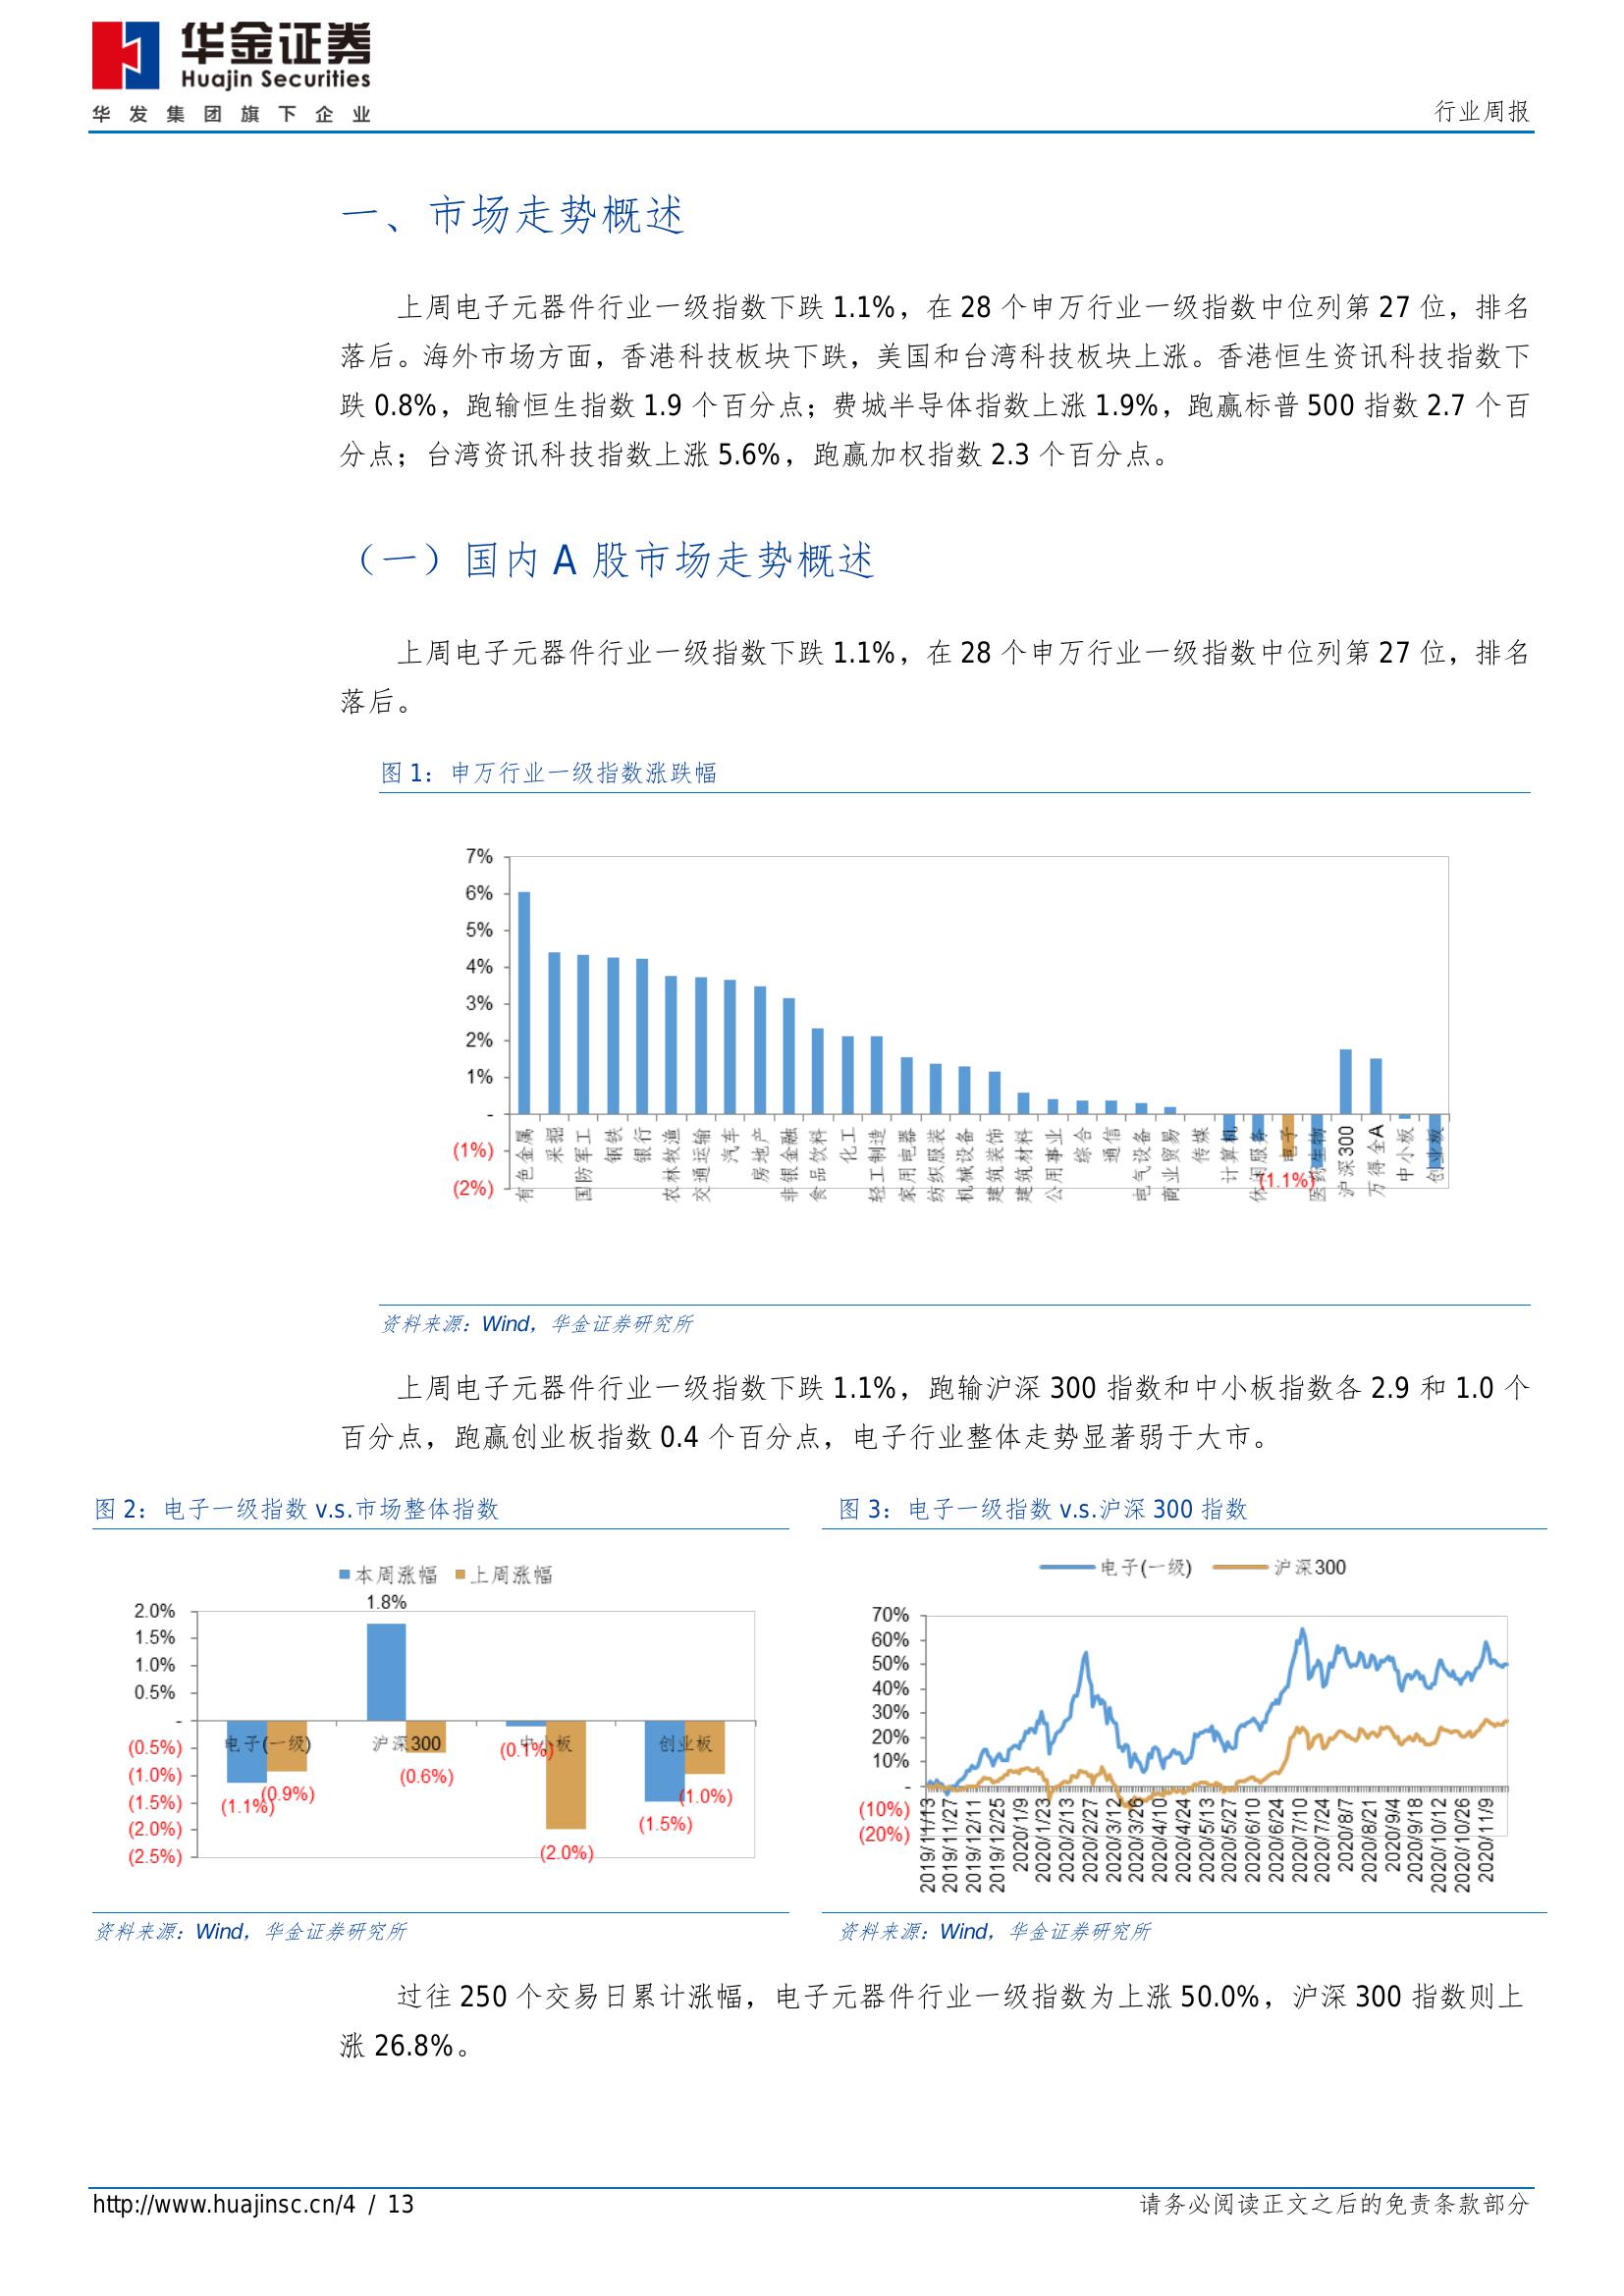 华金证券
Huajin Securities
华发集团旗下企业
行业周报
一、市场走势概述
上周电子元器件行业一级指数下跌 1.1%，在 28 个申万行业一级指数中位列第 27 位，排名
落后。海外市场方面，香港科技板块下跌，美国和台湾科技板块上涨。香港恒生资讯科技指数下
跌 0.8%，跑输恒生指数 1.9 个百分点；费城半导体指数上涨 1.9%，跑赢标普 500 指数 2.7 个百
分点；台湾资讯科技指数上涨 5.6%，跑赢加权指数 2.3 个百分点。
（一）国内 A 股市场走势概述
上周电子元器件行业一级指数下跌 1.1%，在 28 个申万行业一级指数中位列第 27 位，排名
落后。
图 1：申万行业一级指数涨跌幅
7%
6%
5%
4%
3%
2%
1%
-
(1%)
(2%)
有色金属
采掘
国防军工
钢铁
银行
农林牧渔
交通运输
汽车
房地产
非银金融
食品饮料
化工
轻工制造
家用电器
纺织服装
机械设备
建筑装饰
建筑材料
公用事业
综合
通信
电气设备
商业贸易
传媒
计算机
休闲服务
电子
医药生物
沪深300
万得全A
中小板
创业板
(1.1%)
资料来源：Wind，华金证券研究所
上周电子元器件行业一级指数下跌 1.1%，跑输沪深 300 指数和中小板指数各 2.9 和 1.0 个
百分点，跑赢创业板指数 0.4 个百分点，电子行业整体走势显著弱于大市。
图 2：电子一级指数 v.s.市场整体指数
本周涨幅 上周涨幅
2.0%
1.5%
1.0%
0.5%
-
(0.5%)
(1.0%)
(1.5%)
(2.0%)
(2.5%)
1.8%
电子(一级)
沪深300
中小板
创业板
(1.1%)
(0.9%)
(0.6%)
(0.1%)
(2.0%)
(1.5%)
(1.0%)
资料来源：Wind，华金证券研究所
图 3：电子一级指数 v.s.沪深 300 指数
电子(一级) 沪深300
70%
60%
50%
40%
30%
20%
10%
-
(10%)
(20%)
2019/11/13
2019/11/27
2019/12/11
2019/12/25
2020/1/9
2020/1/23
2020/2/13
2020/2/27
2020/3/12
2020/3/26
2020/4/10
2020/4/24
2020/5/13
2020/5/27
2020/6/10
2020/6/24
2020/7/10
2020/7/24
2020/8/7
2020/8/21
2020/9/4
2020/9/18
2020/10/12
2020/10/26
2020/11/9
资料来源：Wind，华金证券研究所
过往 250 个交易日累计涨幅，电子元器件行业一级指数为上涨 50.0%，沪深 300 指数则上
涨 26.8%。
http://www.huajinsc.cn/4 / 13
请务必阅读正文之后的免责条款部分